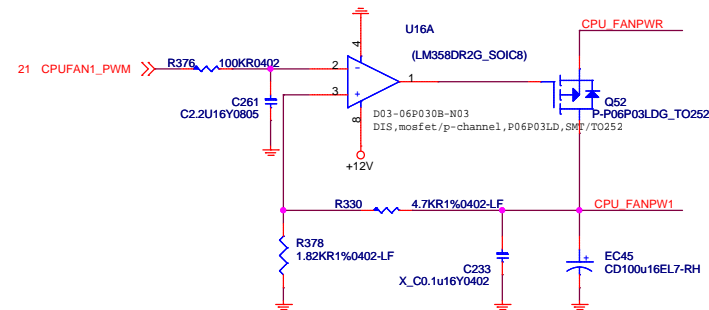 U16A
CPU_FANPWR
4
21 CPUFAN1_PWM
R376
100KR0402
2
-
(LM358DR2G_SOIC8)
1
3
+
C261
C2.2U16Y0805
8
Q52
P-P06P03LDG_TO252
D03-06P030B-N03
DIS,mosfet/p-channel,P06P03LD,SMT/TO252
+12V
R330
4.7KR1%0402-LF
CPU_FANPW1
R378
1.82KR1%0402-LF
C233
X_C0.1u16Y0402
+
EC45
CD100u16EL7-RH